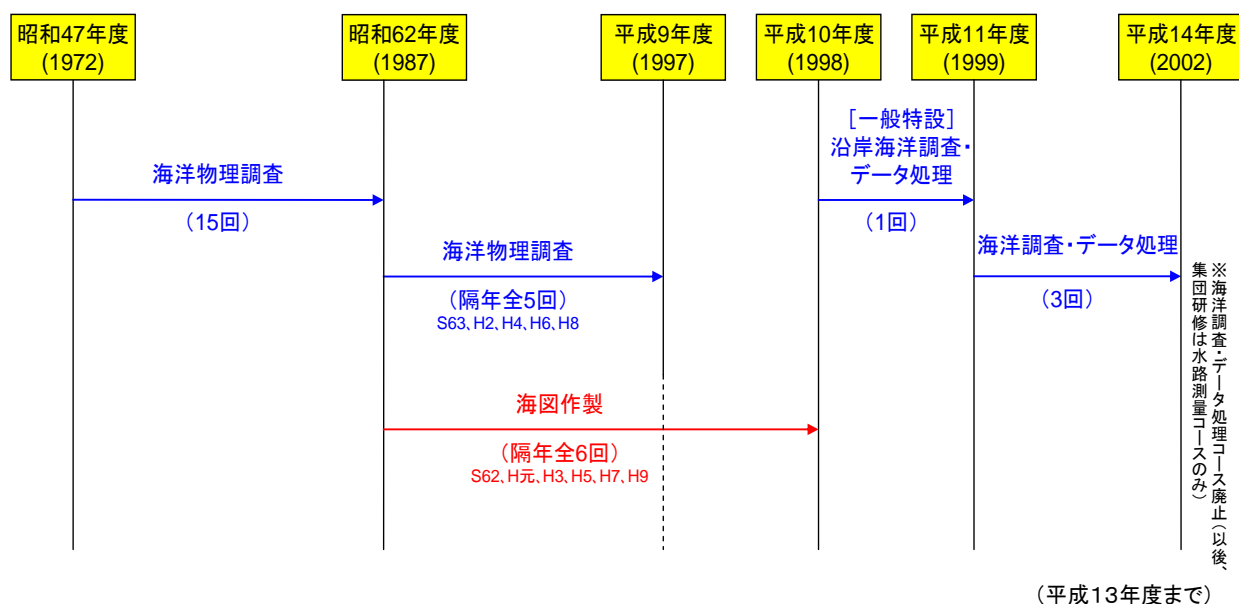 昭和47年度
(1972)
昭和62年度
(1987)
平成9年度
(1997)
平成10年度
(1998)
平成11年度
(1999)
平成14年度
(2002)
海洋物理調査
(15回)
海洋物理調査
(隔年全5回)
S63、H2、H4、H6、H8
海図作製
(隔年全6回)
S62、H元、H3、H5、H7、H9
［一般特設］
沿岸海洋調査・
データ処理
(1回)
海洋調査・データ処理
(3回)
※海洋調査・データ処理コース廃止(以後、
集団研修は水路測量コースのみ)
(平成13年度まで)